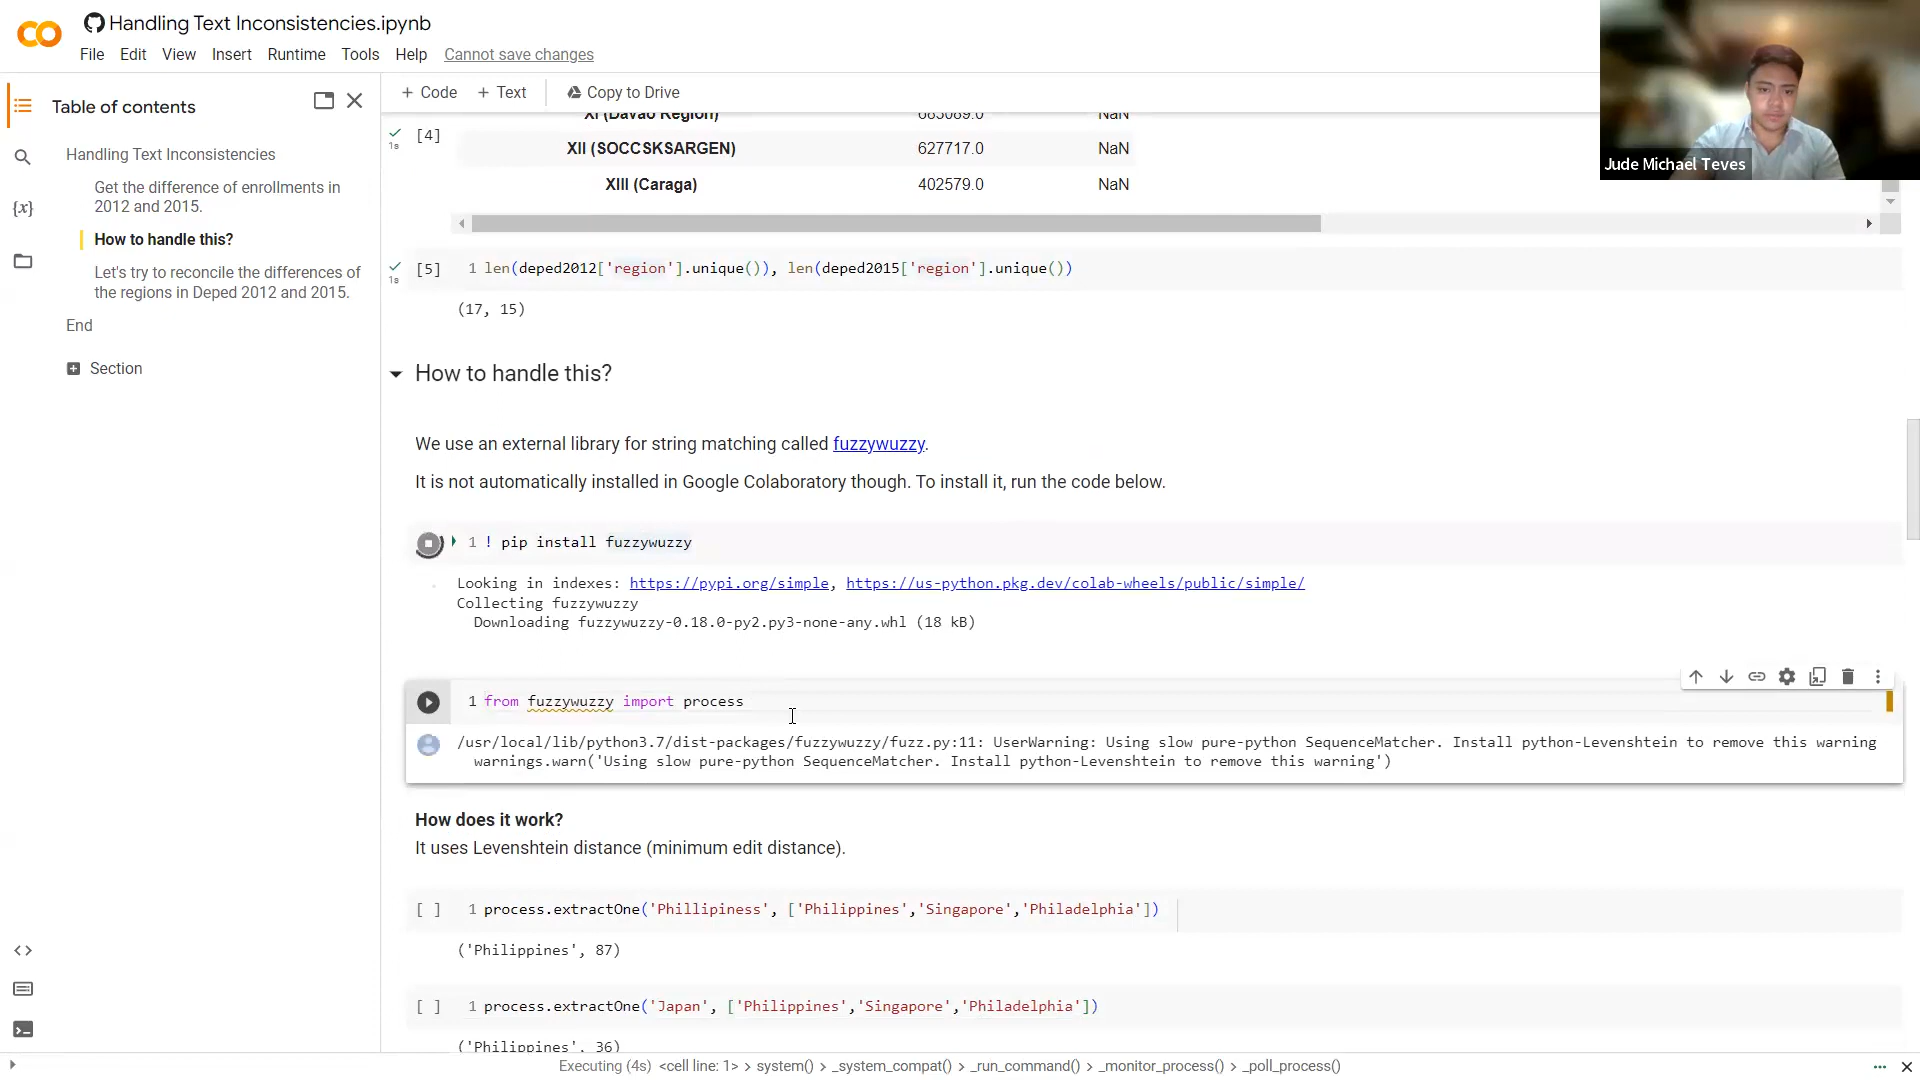 Handling Text Inconsistencies.ipynb
File Edit View Insert Runtime Tools Help Cannot save changes
Table of contents
Handling Text Inconsistencies
Get the difference of enrollments in
2012 and 2015.
How to handle this?
Let's try to reconcile the differences of
the regions in Deped 2012 and 2015.
End
Section
+ Code + Text Copy to Drive
XI (Davao Region) 683089.0 NaN
[4]
1s
XII (SOCCSKSARGEN) 627717.0 NaN
XIII (Caraga) 402579.0 NaN
[5] 1 len(deped2012['region'].unique()), len(deped2015['region'].unique())
1s
(17, 15)
How to handle this?
We use an external library for string matching called fuzzywuzzy.
It is not automatically installed in Google Colaboratory though. To install it, run the code below.
1 ! pip install fuzzywuzzy
Looking in indexes: https://pypi.org/simple, https://us-python.pkg.dev/colab-wheels/public/simple/
Collecting fuzzywuzzy
Downloading fuzzywuzzy-0.18.0-py2.py3-none-any.whl (18 kB)
1 from fuzzywuzzy import process
/usr/local/lib/python3.7/dist-packages/fuzzywuzzy/fuzz.py:11: UserWarning: Using slow pure-python SequenceMatcher. Install python-Levenshtein to remove this warning
warnings.warn('Using slow pure-python SequenceMatcher. Install python-Levenshtein to remove this warning')
How does it work?
It uses Levenshtein distance (minimum edit distance).
[ ] 1 process.extractOne('Phillipiness', ['Philippines','Singapore','Philadelphia'])
('Philippines', 87)
[ ] 1 process.extractOne('Japan', ['Philippines','Singapore','Philadelphia'])
('Philippines', 36)
Executing (4s) <cell line: 1> > system() > _system_compat() > _run_command() > _monitor_process() > _poll_process()
Jude Michael Teves